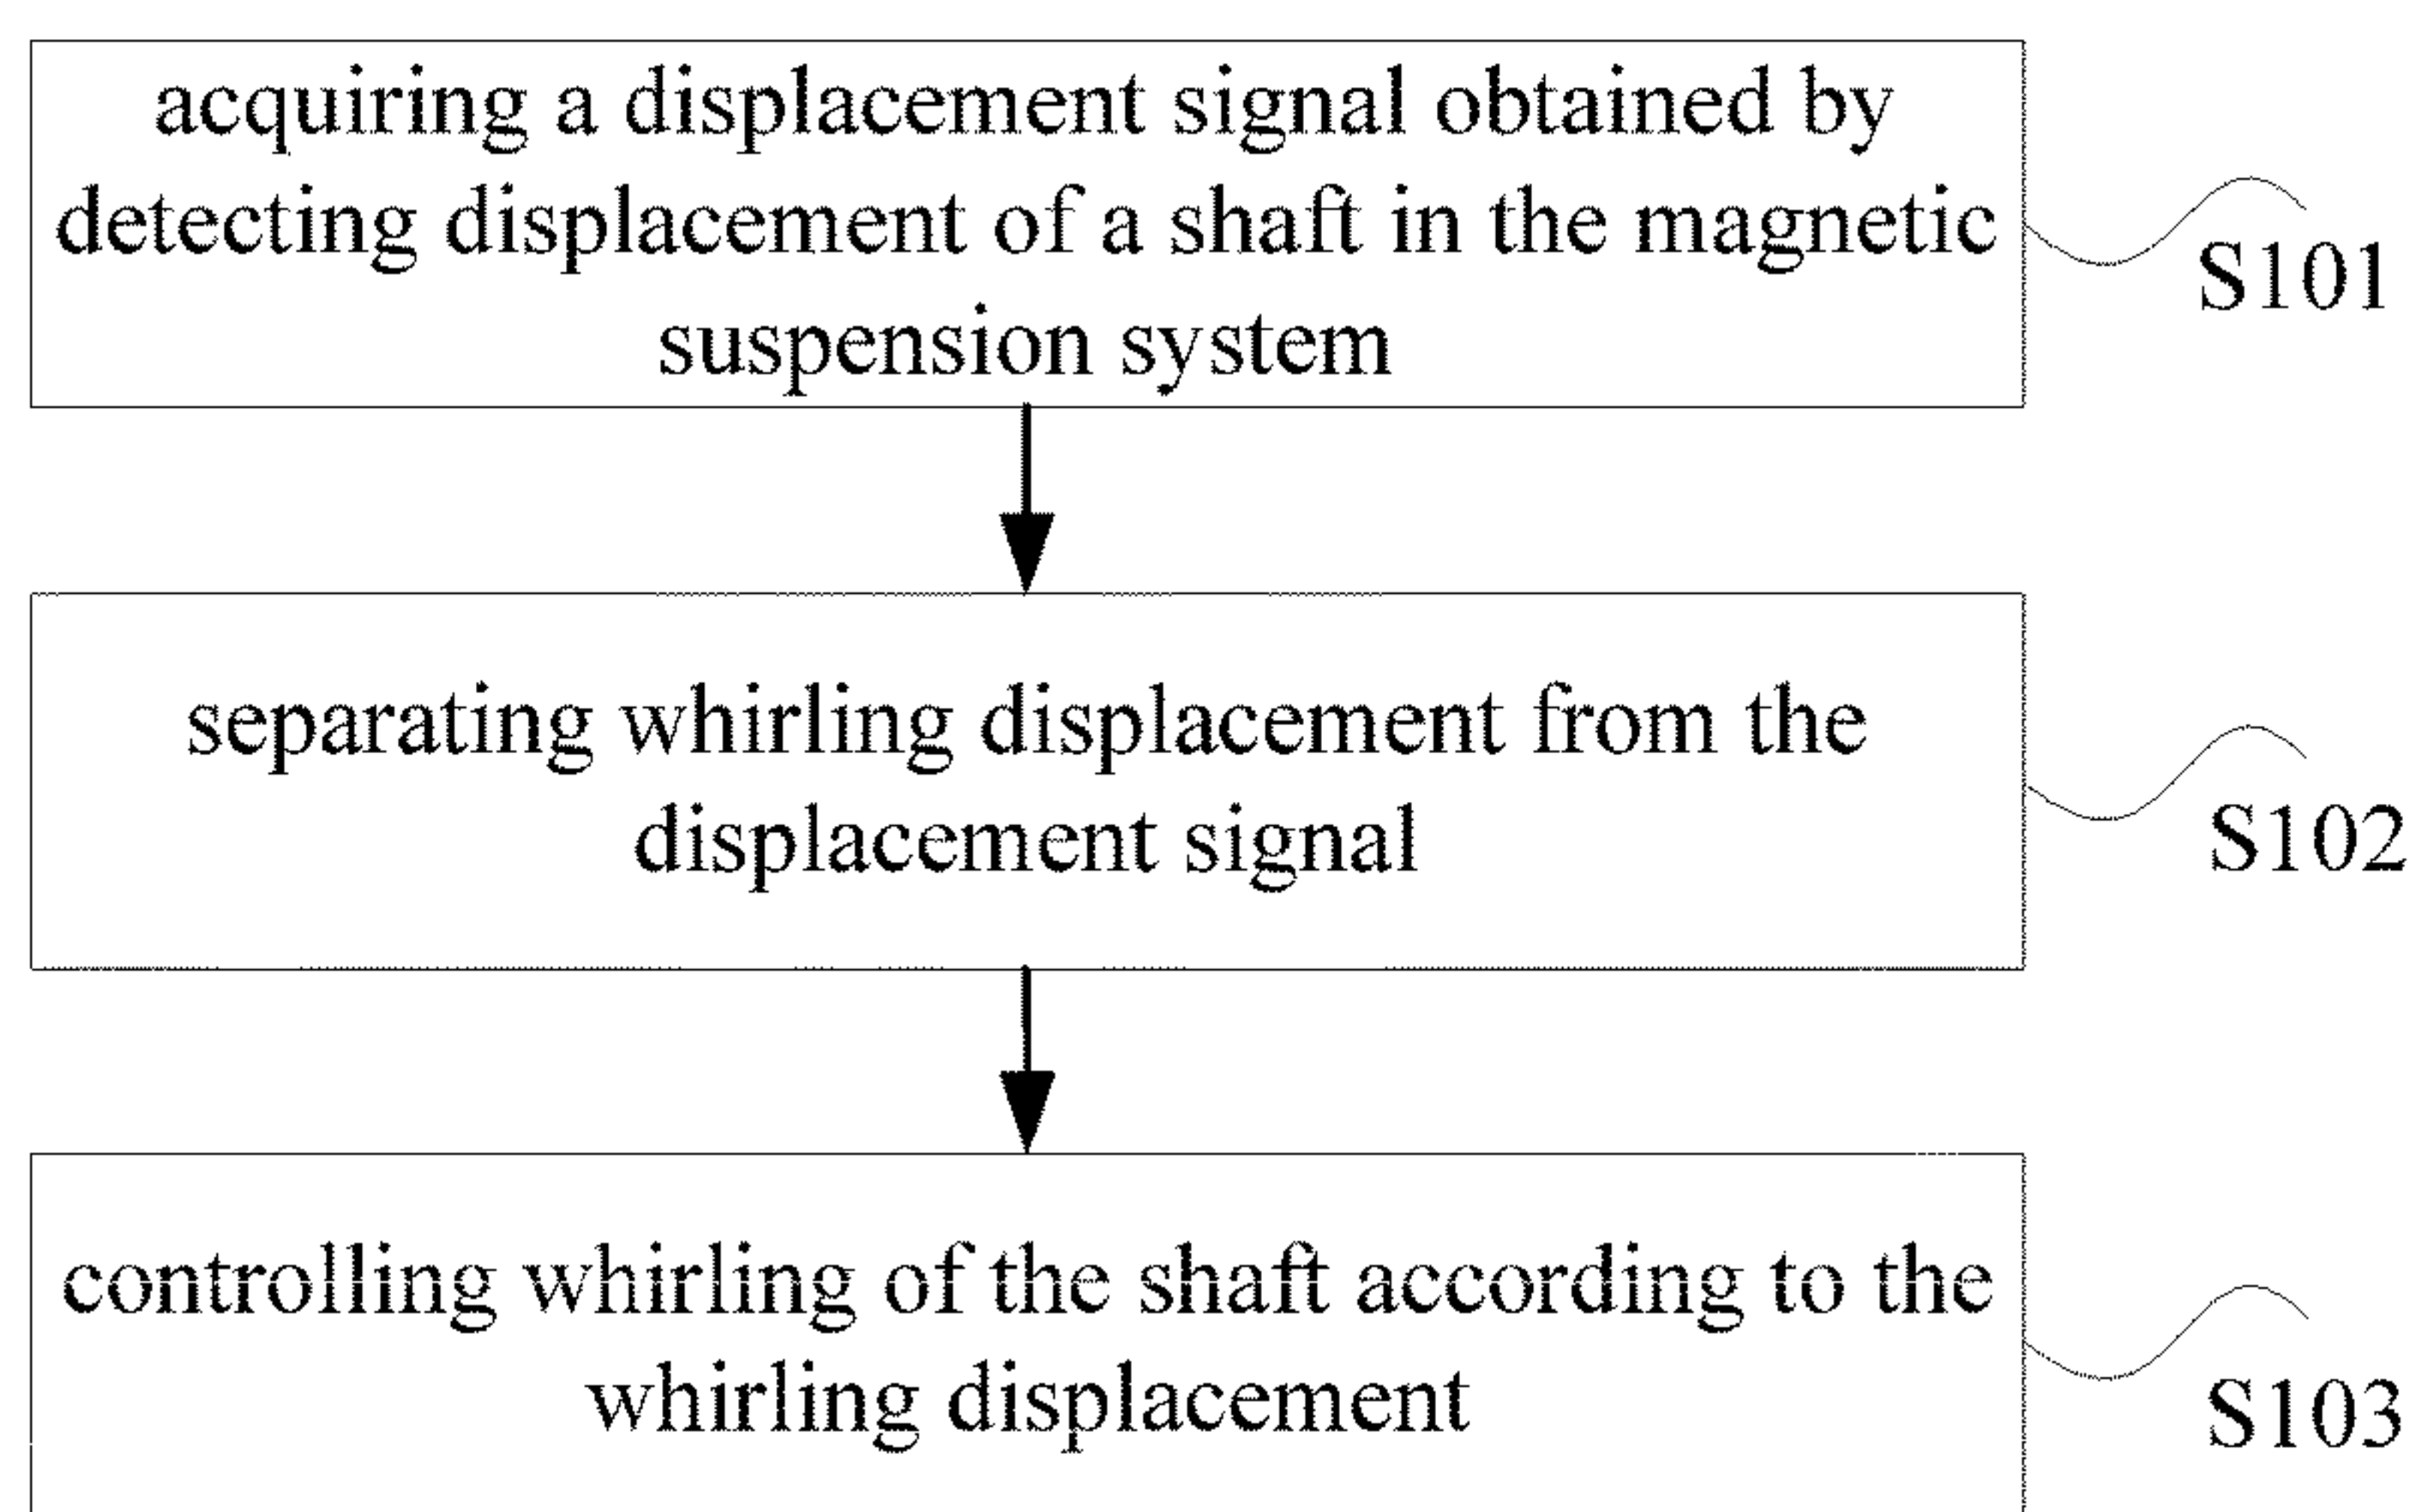 acquiring a displacement signal obtained by
detecting displacement of a shaft in the magnetic
suspension system
S101
separating whirling displacement from the
displacement signal
S102
controlling whirling of the shaft according to the
whirling displacement
S103